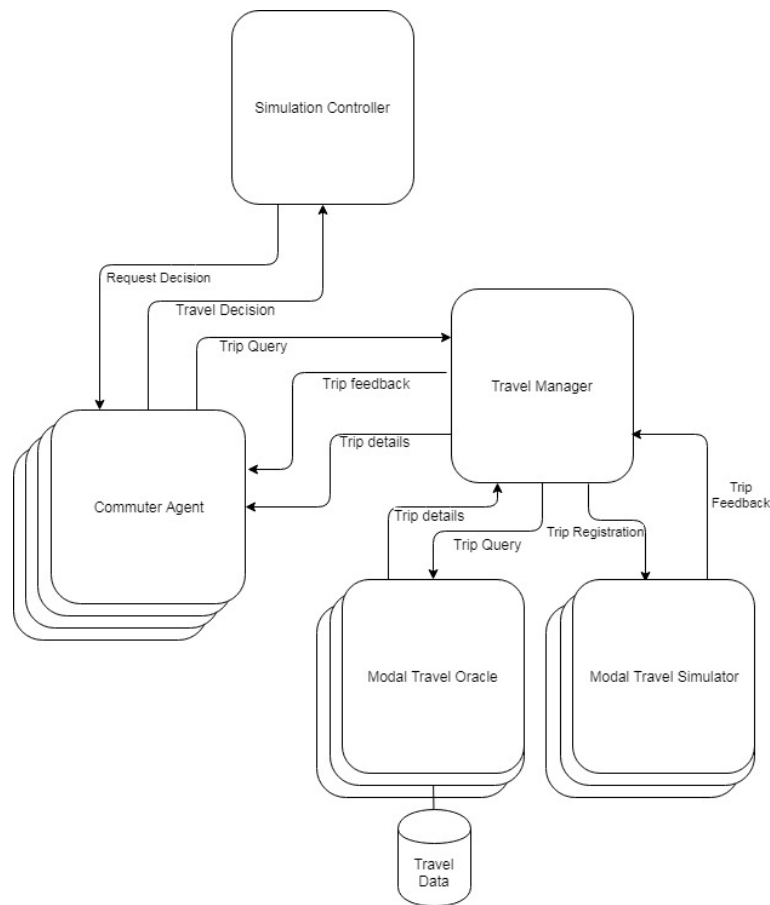 Simulation Controller
Request Decision
Travel Decision
Trip Query
Trip feedback
Travel Manager
Trip details
Commuter Agent
Trip
Feedback
Trip details
Trip Query
Trip Registration
Modal Travel Oracle
Modal Travel Simulator
Travel
Data